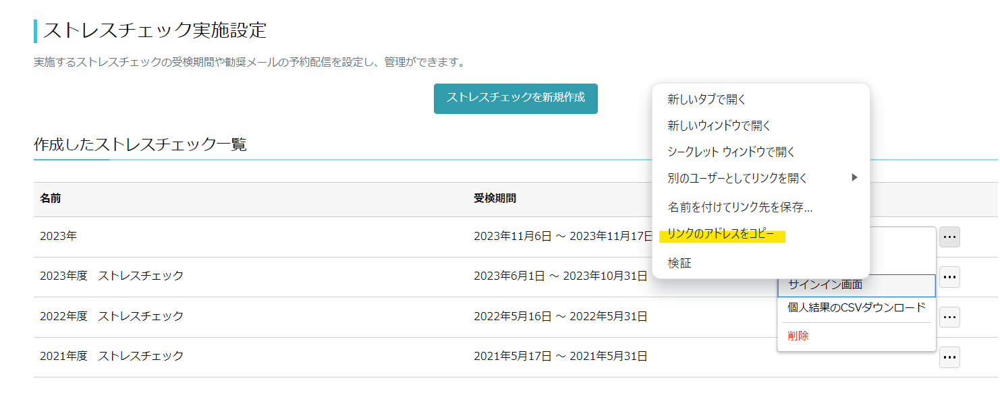 ストレスチェック実施設定
実施するストレスチェックの受検期間や勧奨メールの予約配信を設定し、管理ができます。
ストレスチェックを新規作成
作成したストレスチェック一覧
名前 受検期間
2023年 2023年11月6日 ～ 2023年11月17日 ...
2023年度 ストレスチェック 2023年6月1日 ～ 2023年10月31日 ...
2022年度 ストレスチェック 2022年5月16日 ～ 2022年5月31日 ...
2021年度 ストレスチェック 2021年5月17日 ～ 2021年5月31日 ...
新しいタブで開く
新しいウィンドウで開く
シークレット ウィンドウで開く
別のユーザーとしてリンクを開く
名前を付けてリンク先を保存...
リンクのアドレスをコピー
検証
サインイン画面
個人結果のCSVダウンロード
削除